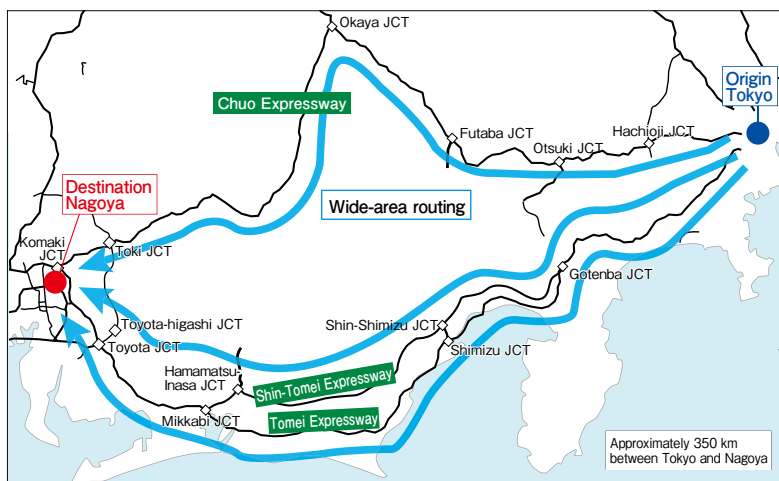 Okaya JCT
Origin
Tokyo
Chuo Expressway
Futaba JCT
Hachioji JCT
Otsuki JCT
Destination
Nagoya
Wide-area routing
Komaki
JCT
Toki JCT
Gotenba JCT
Toyota-higashi JCT
Shin-Shimizu JCT
Toyota JCT
Shimizu JCT
Hamamatsu-
Inasa JCT
Shin-Tomei Expressway
Mikkabi JCT
Tomei Expressway
Approximately 350 km
between Tokyo and Nagoya